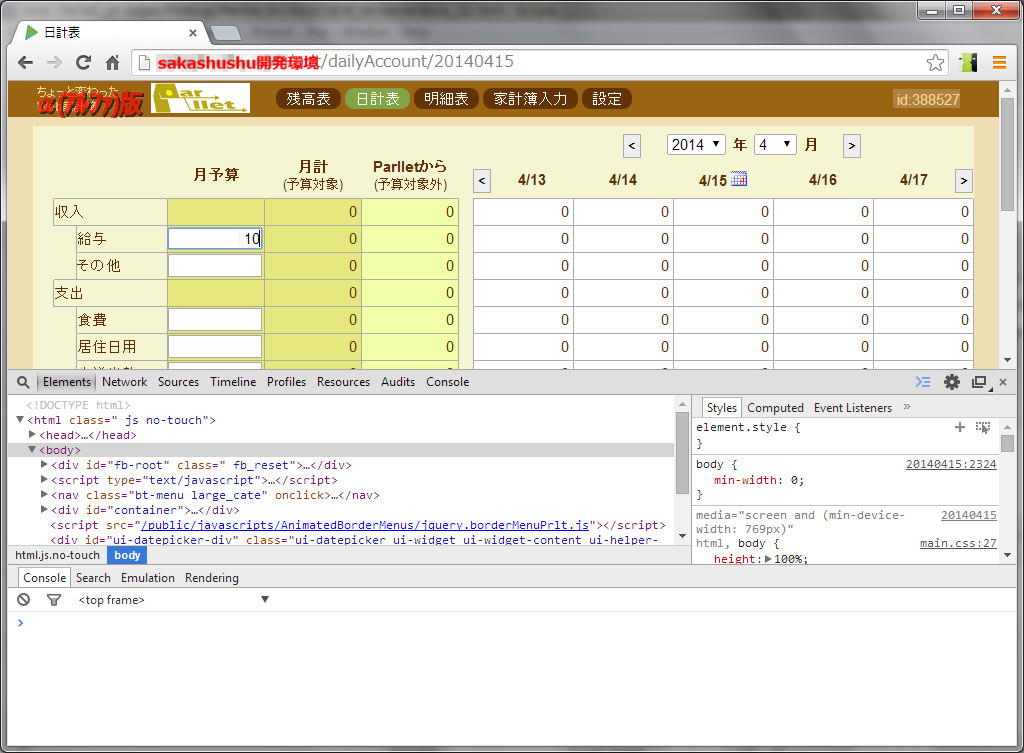 日計表
sakashushu開発環境/dailyAccount/20140415
ちょっと変わった
α(アルファ)版
Parllet
残高表 日計表 明細表 家計簿入力 設定
id:388527
< 2014 年 4 月 >
月予算 月計 Parlletから
(予算対象) (予算対象外)
< 4/13 4/14 4/15 4/16 4/17 >
収入 0 0 0 0 0 0 0
給与 10 0 0 0 0 0 0 0
その他 0 0 0 0 0 0 0
支出 0 0 0 0 0 0 0
食費 0 0 0 0 0 0 0
居住日用 0 0 0 0 0 0 0
Elements Network Sources Timeline Profiles Resources Audits Console
<!DOCTYPE html>
<html class=" js no-touch">
<head>…</head>
<body>
<div id="fb-root" class=" fb_reset">…</div>
<script type="text/javascript">…</script>
<nav class="bt-menu large_cate" onclick>…</nav>
<div id="container">…</div>
<script src="/public/javascripts/AnimatedBorderMenus/jquery.borderMenuPrlt.js"></script>
<div id="ui-datepicker-div" class="ui-datepicker ui-widget ui-widget-content ui-helper-
html.js.no-touch body
Styles Computed Event Listeners »
element.style {
}
body { 20140415:2324
min-width: 0;
}
media="screen and (min-device- 20140415
width: 769px)"
html, body { main.css:27
height: 100%;
Console Search Emulation Rendering
<top frame>
>